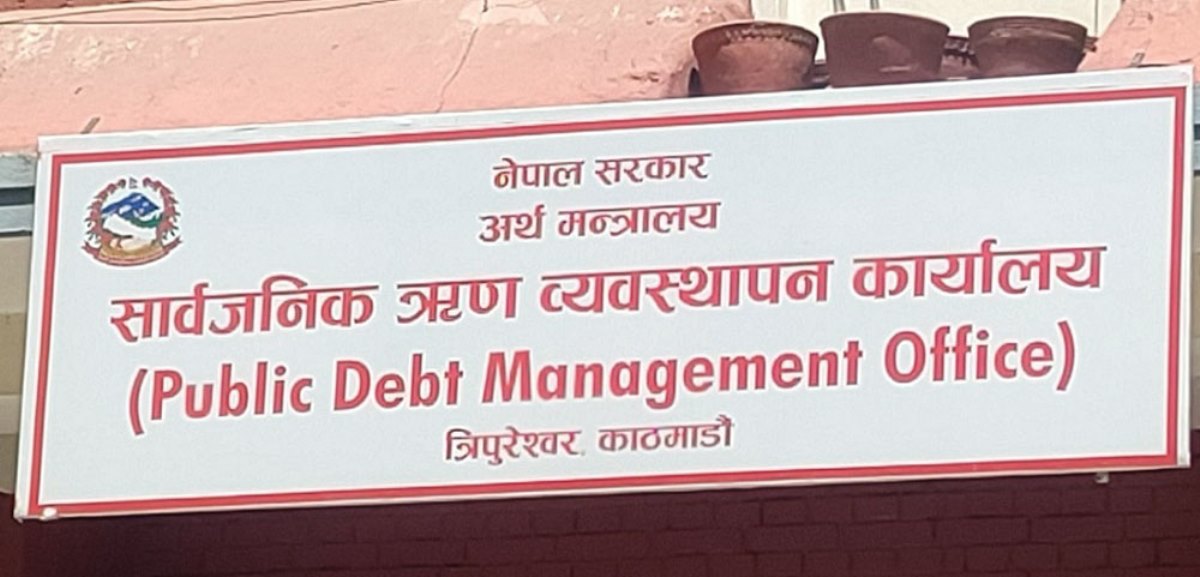 नेपाल सरकार
अर्थ मन्त्रालय
सार्वजनिक ऋण व्यवस्थापन कार्यालय
(Public Debt Management Office)
त्रिपुरेश्वर, काठमाडौं